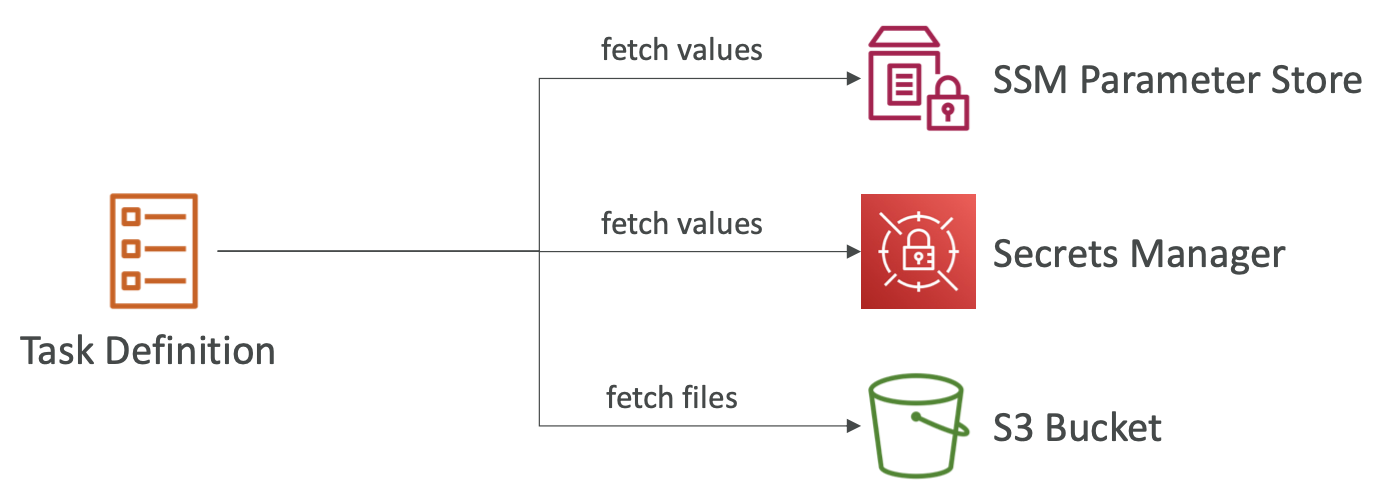 fetch values
SSM Parameter Store
fetch values
Secrets Manager
Task Definition
fetch files
S3 Bucket